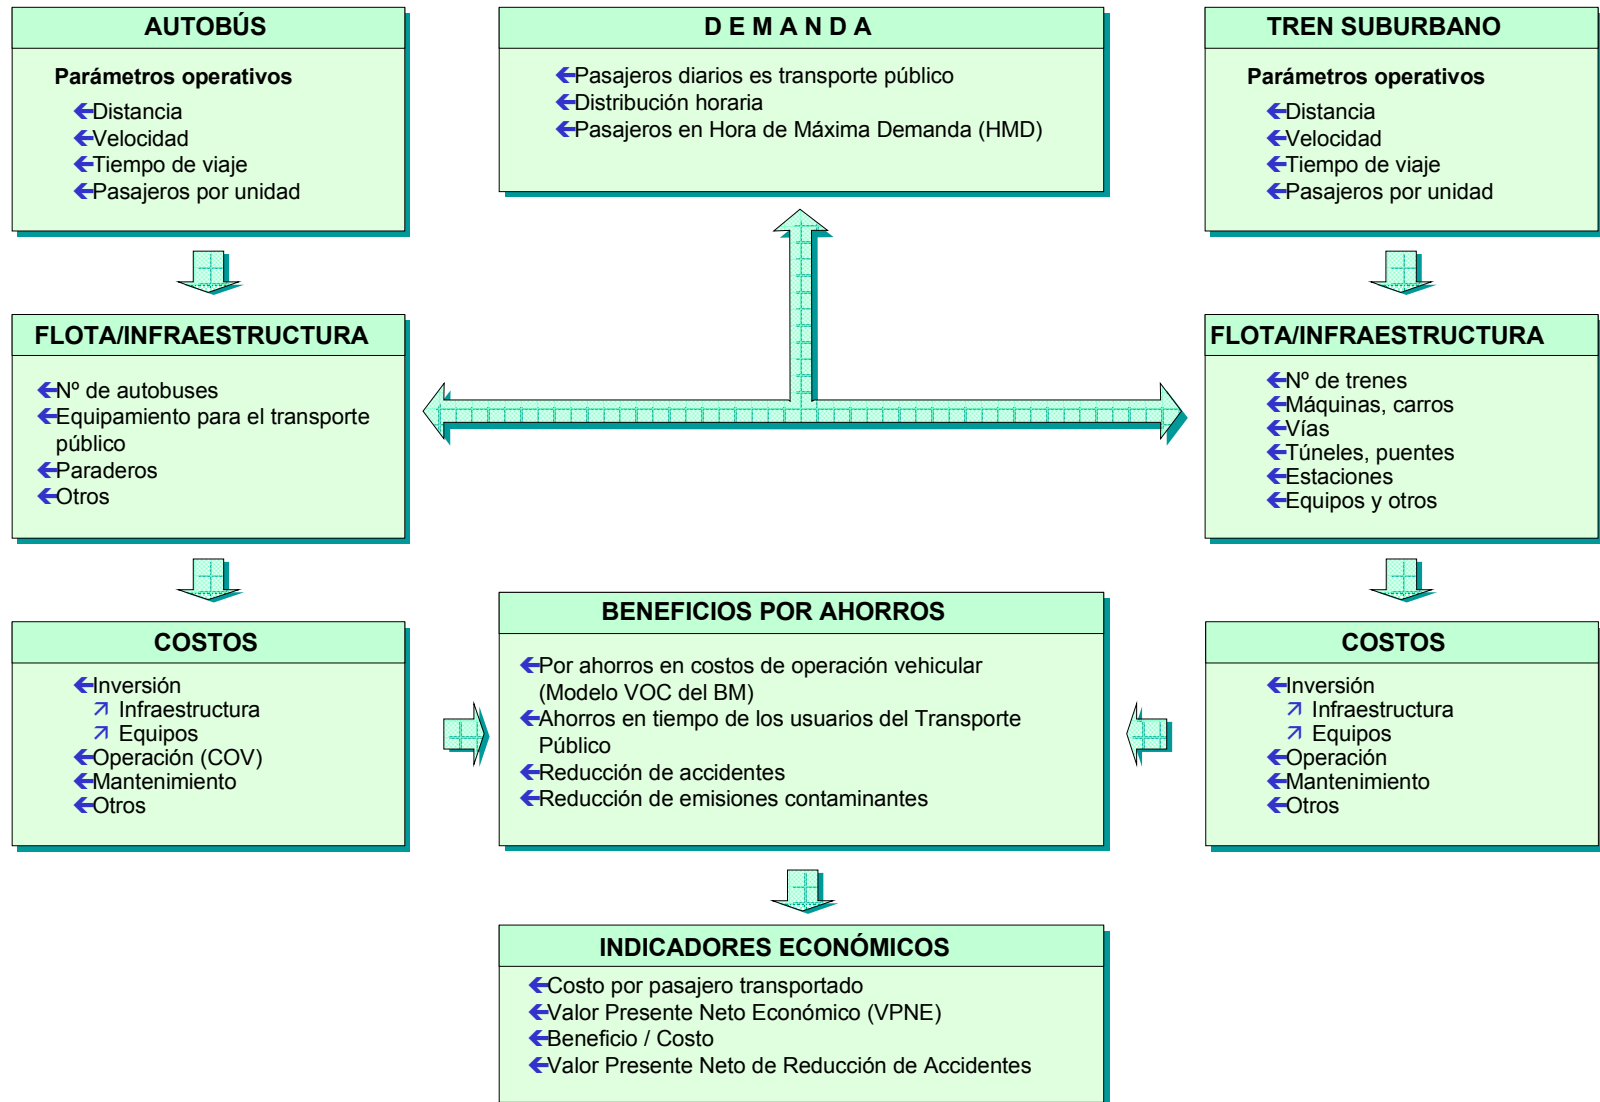 AUTOBÚS
Parámetros operativos
Distancia
Velocidad
Tiempo de viaje
Pasajeros por unidad
D E M A N D A
Pasajeros diarios es transporte público
Distribución horaria
Pasajeros en Hora de Máxima Demanda (HMD)
TREN SUBURBANO
Parámetros operativos
Distancia
Velocidad
Tiempo de viaje
Pasajeros por unidad
FLOTA/INFRAESTRUCTURA
Nº de autobuses
Equipamiento para el transporte
público
Paraderos
Otros
FLOTA/INFRAESTRUCTURA
Nº de trenes
Máquinas, carros
Vías
Túneles, puentes
Estaciones
Equipos y otros
COSTOS
Inversión
Infraestructura
Equipos
Operación (COV)
Mantenimiento
Otros
BENEFICIOS POR AHORROS
Por ahorros en costos de operación vehicular
(Modelo VOC del BM)
Ahorros en tiempo de los usuarios del Transporte
Público
Reducción de accidentes
Reducción de emisiones contaminantes
COSTOS
Inversión
Infraestructura
Equipos
Operación
Mantenimiento
Otros
INDICADORES ECONÓMICOS
Costo por pasajero transportado
Valor Presente Neto Económico (VPNE)
Beneficio / Costo
Valor Presente Neto de Reducción de Accidentes